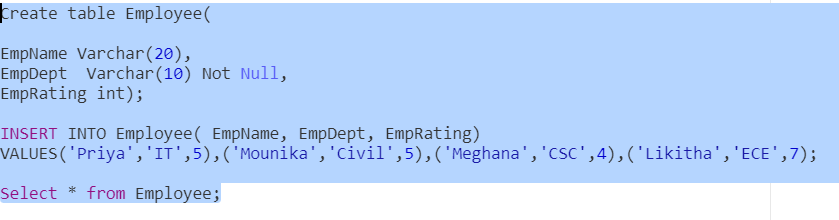 Create table Employee(
EmpName Varchar(20),
EmpDept  Varchar(10) Not Null,
EmpRating int);
INSERT INTO Employee( EmpName, EmpDept, EmpRating)
VALUES('Priya','IT',5),('Mounika','Civil',5),('Meghana','CSC',4),('Likitha','ECE',7);
Select * from Employee;